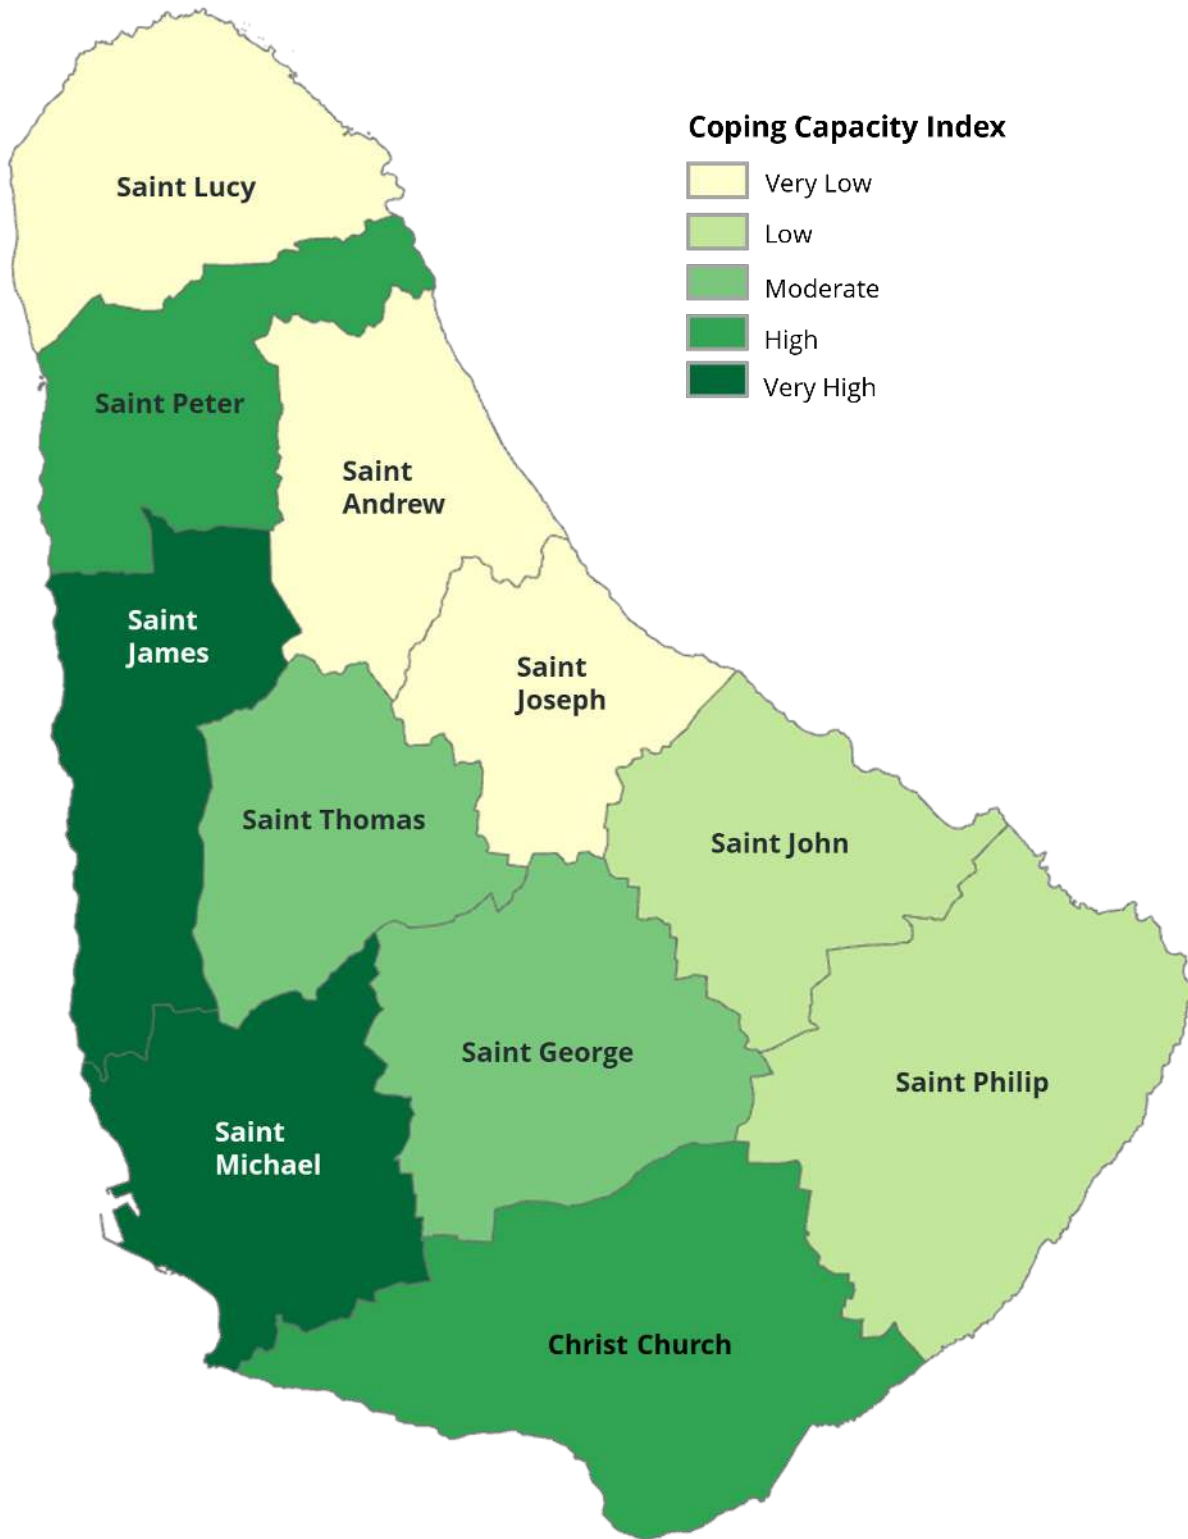 Coping Capacity Index
Very Low
Low
Moderate
High
Very High
Saint Lucy
Saint Peter
Saint
Andrew
Saint
James
Saint
Joseph
Saint Thomas
Saint John
Saint George
Saint Philip
Saint
Michael
Christ Church